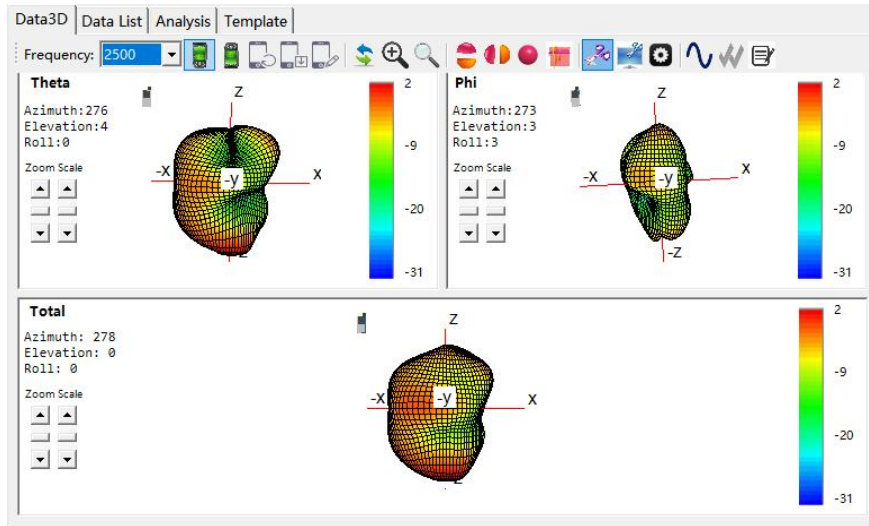 Data3D Data List Analysis Template
Frequency: 2500
Theta
Azimuth:276
Elevation:4
Roll:0
Zoom Scale
Z
-X
-y
X
-Z
2
-9
-20
-31
Phi
Azimuth:273
Elevation:3
Roll:3
Zoom Scale
Z
-X
-y
X
-Z
2
-9
-20
-31
Total
Azimuth: 278
Elevation: 0
Roll: 0
Zoom Scale
Z
-X
-y
X
-Z
2
-9
-20
-31